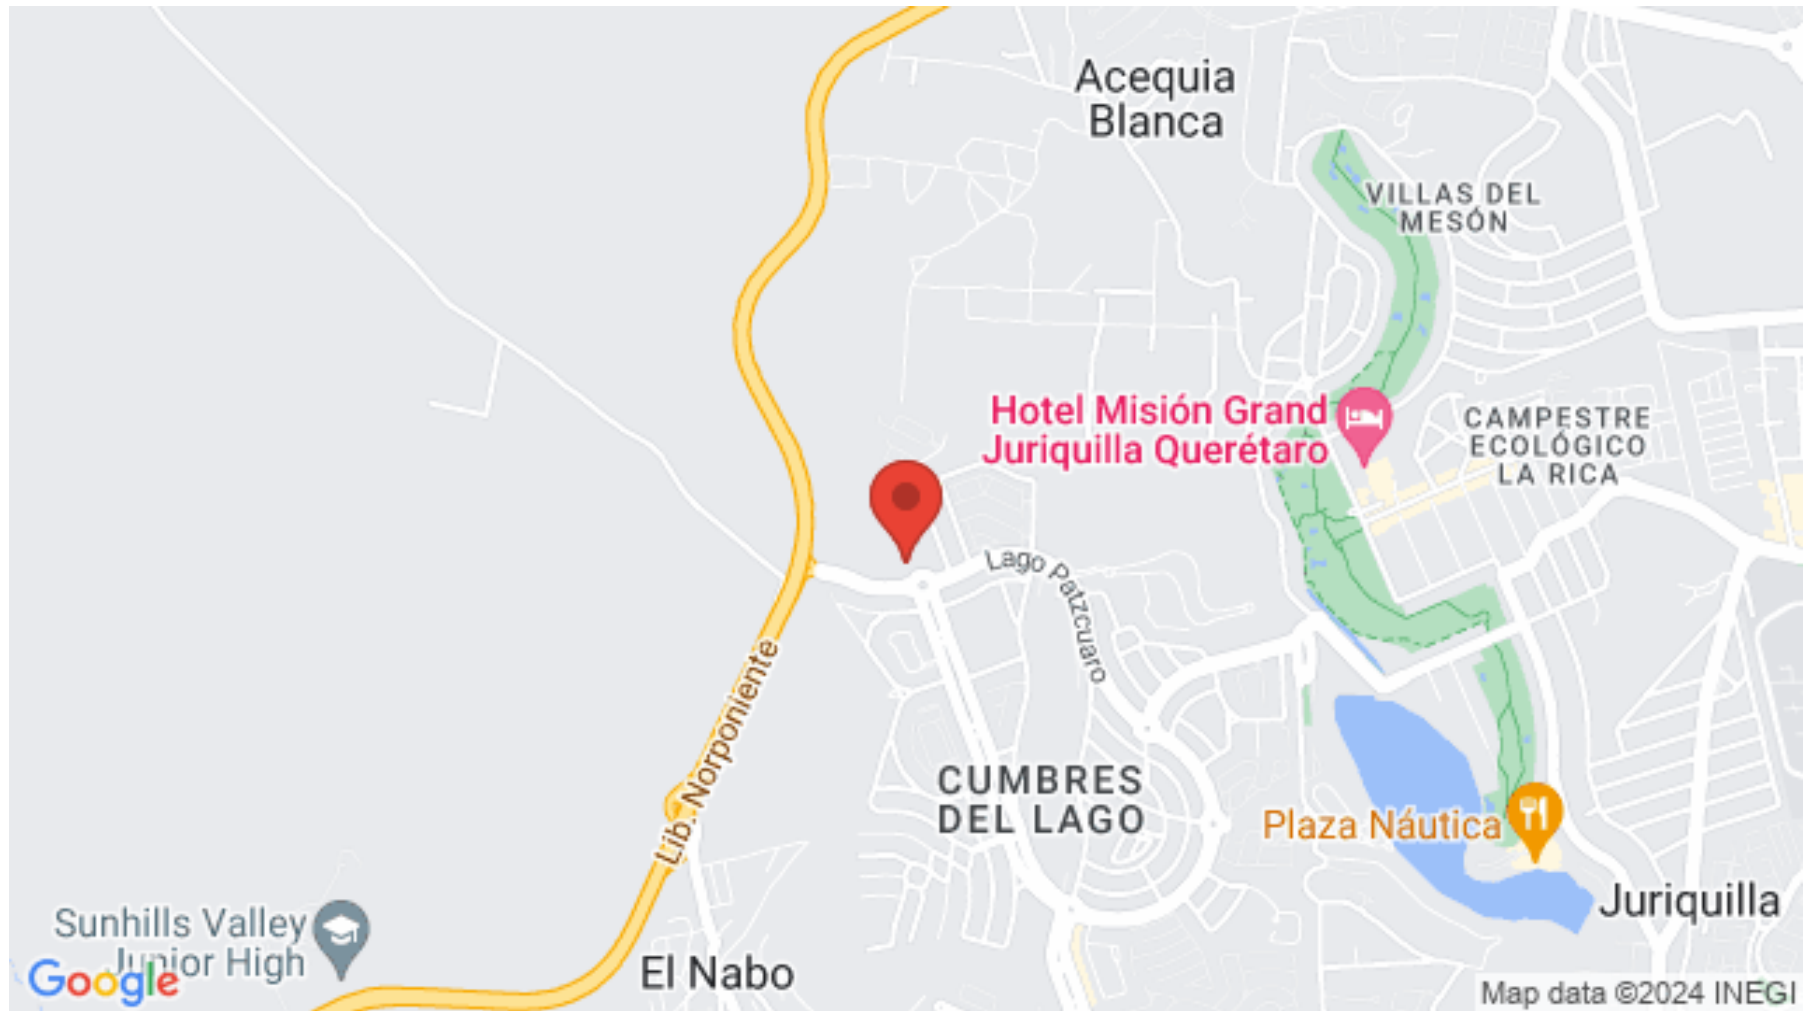 Acequia
Blanca
VILLAS DEL
MESÓN
Hotel Misión Grand
Juriquilla Querétaro
CAMPESTRE
ECOLÓGICO
LA RICA
Lago Patzcuaro
Lib. Norponiente
CUMBRES
DEL LAGO
Plaza Náutica
Juriquilla
Sunhills Valley
Junior High
El Nabo
Google
Map data ©2024 INEGI